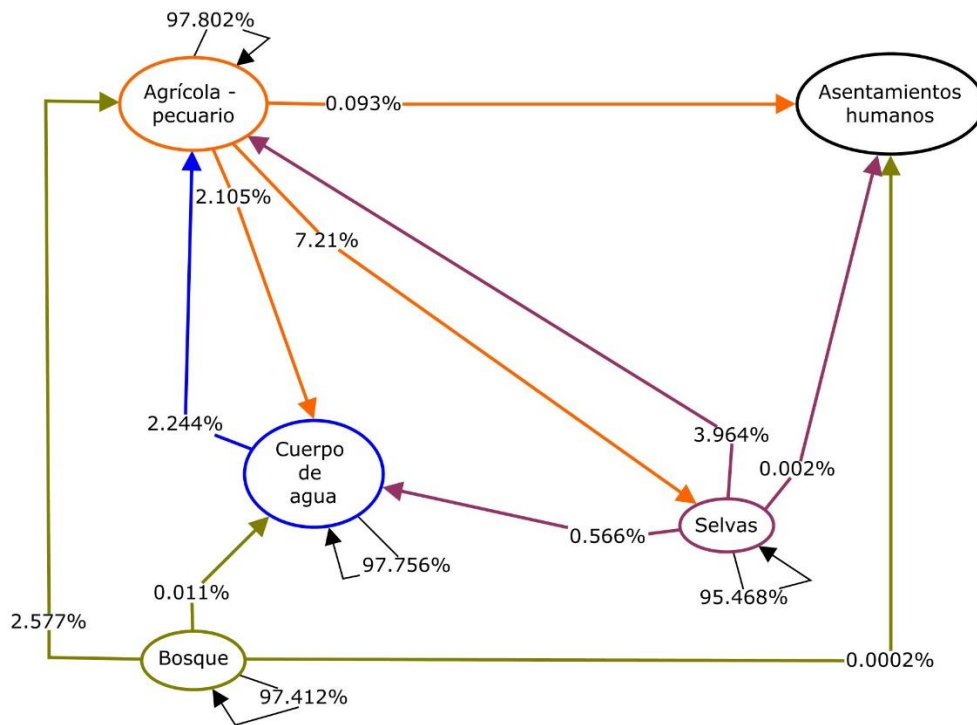 97.802%
Agrícola -
pecuario
0.093%
Asentamientos
humanos
2.105%
7.21%
2.244%
Cuerpo
de
agua
3.964%
0.002%
0.566%
Selvas
97.756%
95.468%
0.011%
2.577%
Bosque
0.0002%
97.412%